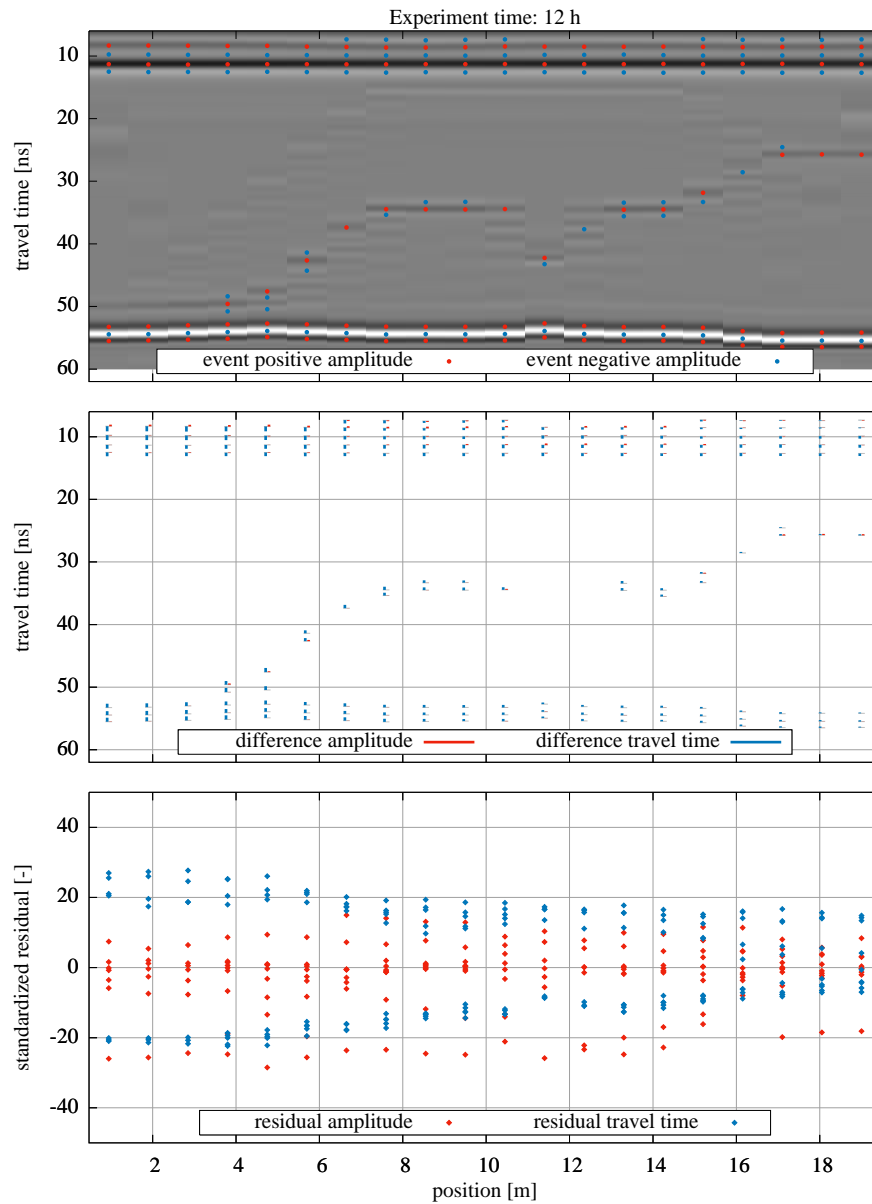 Experiment time: 12 h
10
20
30
40
50
60
travel time [ns]
event positive amplitude
event negative amplitude
10
20
30
40
50
60
travel time [ns]
difference amplitude
difference travel time
40
20
0
-20
-40
standardized residual [-]
residual amplitude
residual travel time
2 4 6 8 10 12 14 16 18
position [m]